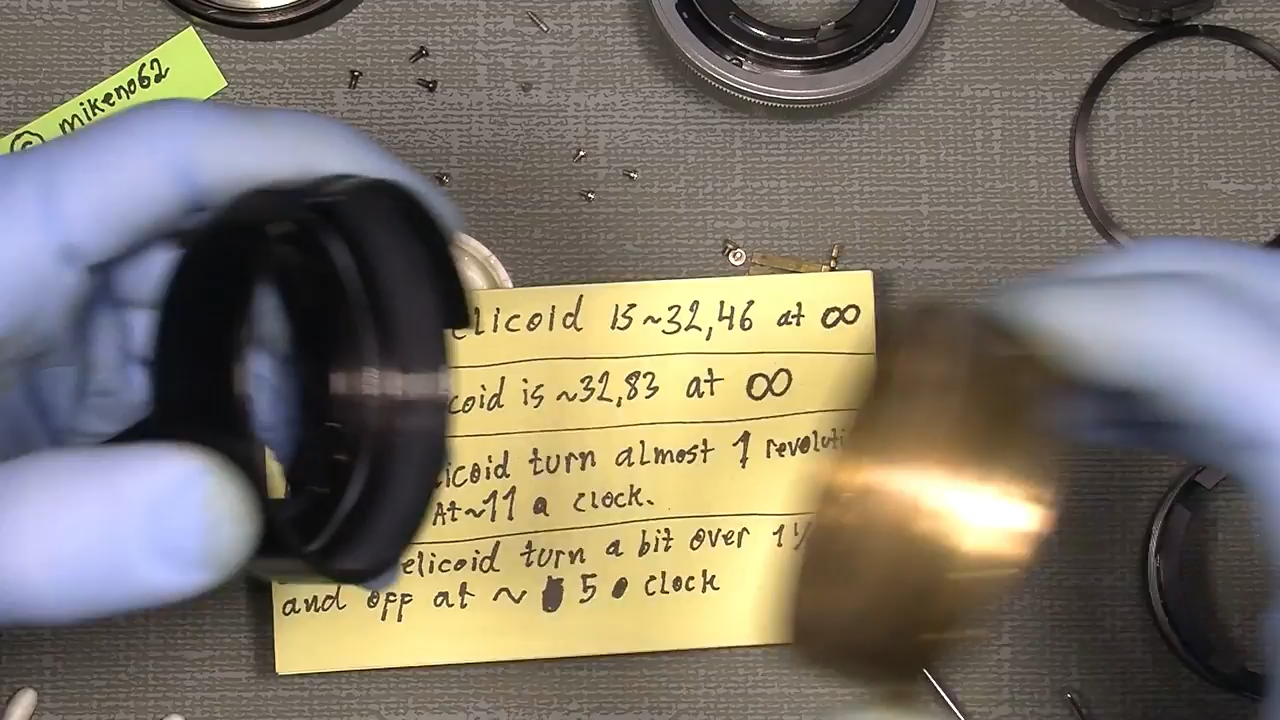 © mikeno62
elicoid is ~32,46 at ∞
coid is ~32,83 at ∞
icoid turn almost 1 revoluti
At ~11 a clock.
elicoid turn a bit over 1
and off at ~ 5 clock